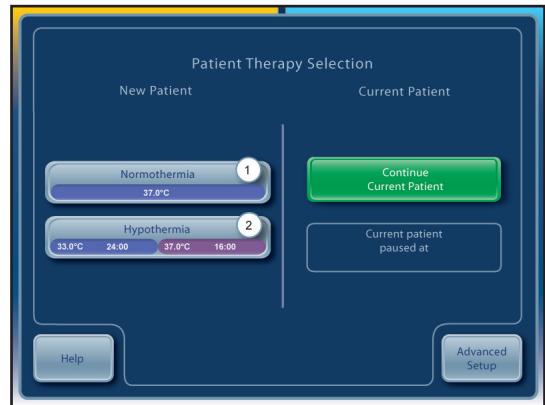 Patient Therapy Selection
New Patient
Current Patient
Normothermia
1
37.0°C
Hypothermia
2
33.0°C 24:00 37.0°C 16:00
Continue
Current Patient
Current patient
paused at
Help
Advanced
Setup